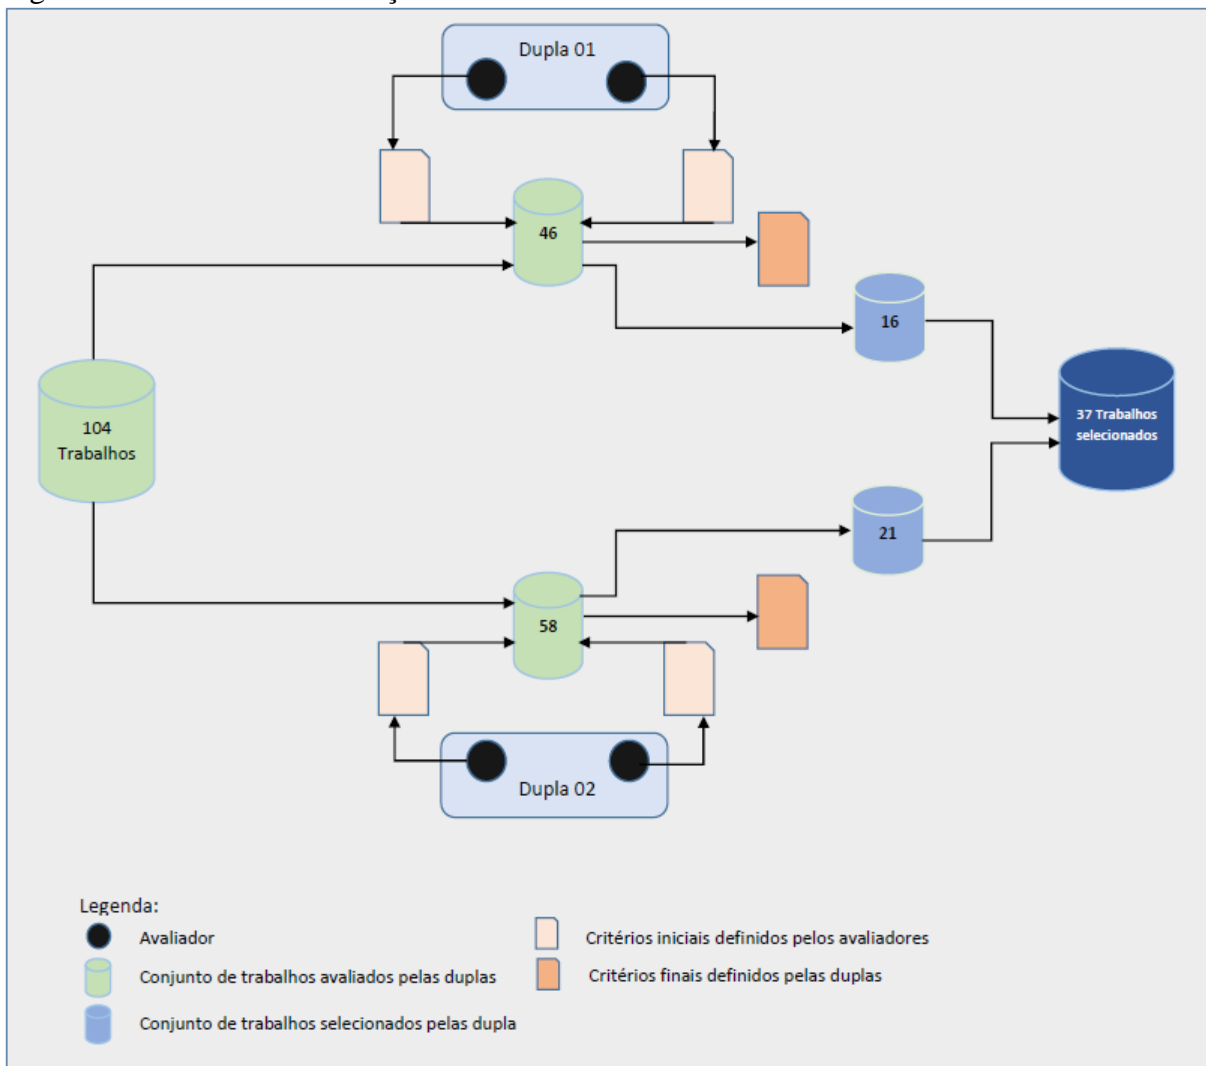 Dupla 01
46
16
104
Trabalhos
37 Trabalhos
selecionados
21
58
Dupla 02
Legenda:
Avaliador
Critérios iniciais definidos pelos avaliadores
Conjunto de trabalhos avaliados pelas duplas
Critérios finais definidos pelas duplas
Conjunto de trabalhos selecionados pelas dupla